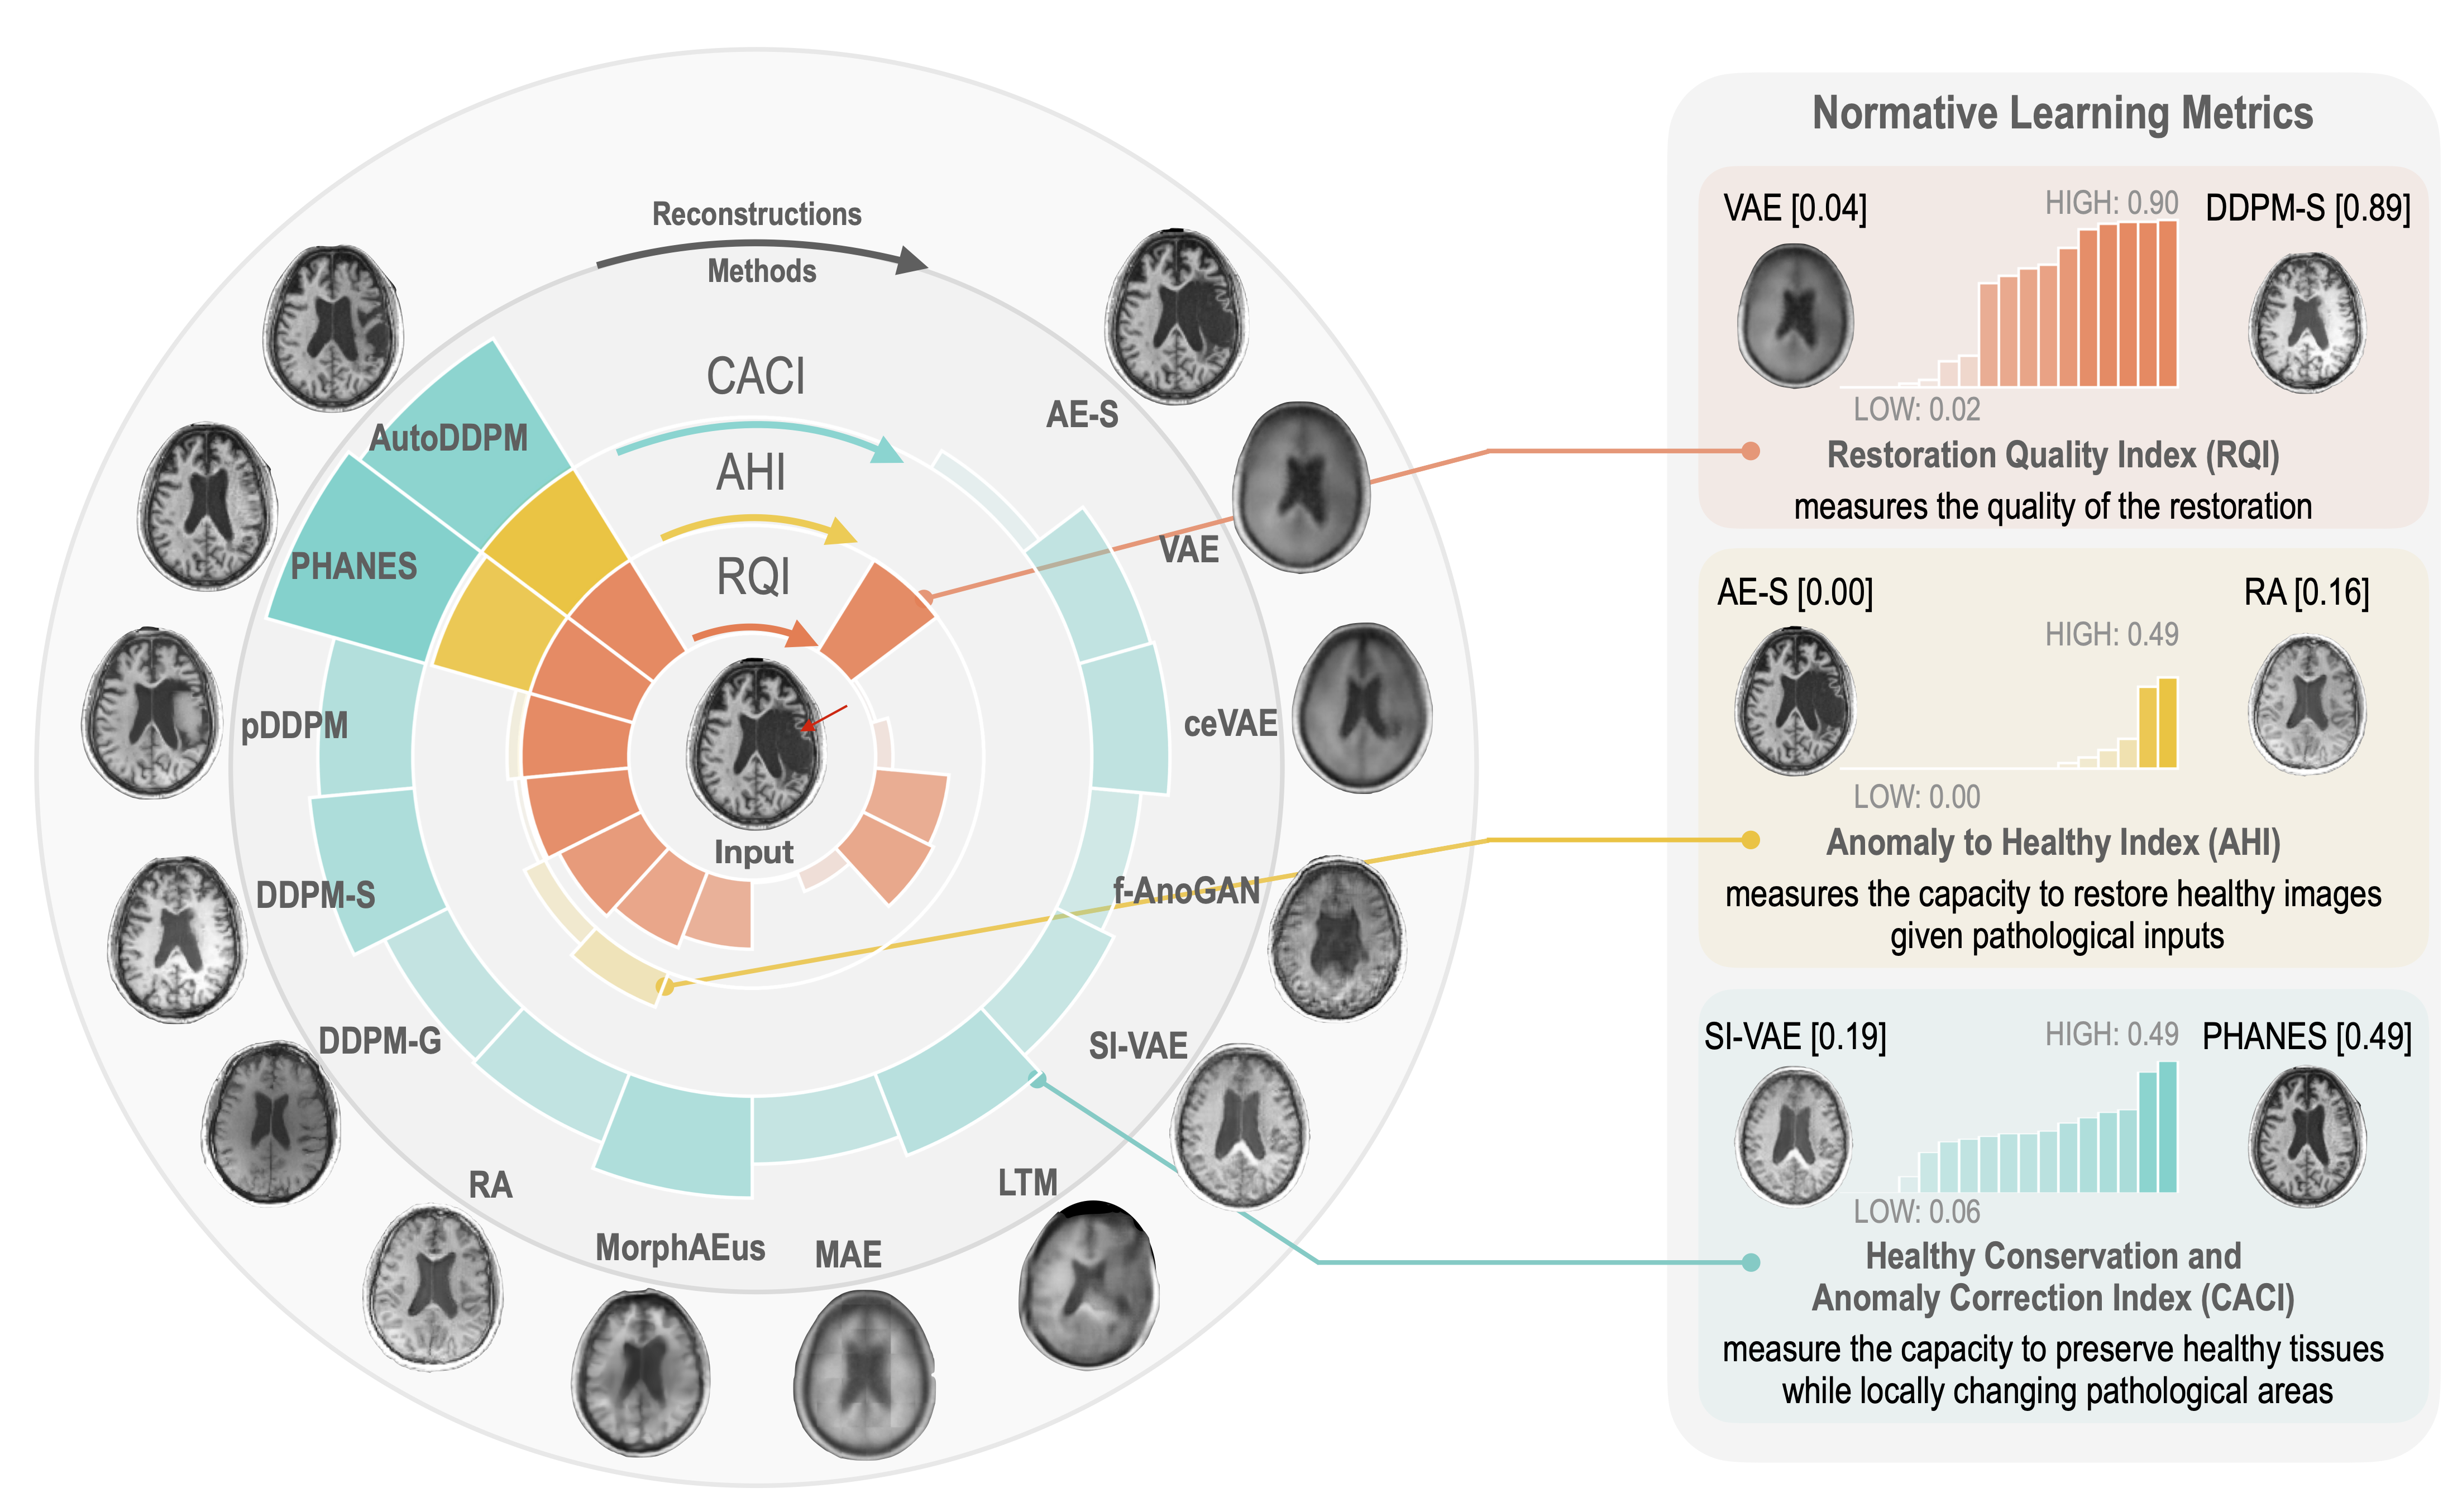 Reconstructions
Methods
CACI
AHI
RQI
Input
AE-S
VAE
ceVAE
f-AnoGAN
SI-VAE
LTM
MAE
MorphAEus
RA
DDPM-G
DDPM-S
pDDPM
PHANES
AutoDDPM
Normative Learning Metrics
VAE [0.04]
HIGH: 0.90
DDPM-S [0.89]
LOW: 0.02
Restoration Quality Index (RQI)
measures the quality of the restoration
AE-S [0.00]
RA [0.16]
HIGH: 0.49
LOW: 0.00
Anomaly to Healthy Index (AHI)
measures the capacity to restore healthy images
given pathological inputs
SI-VAE [0.19]
HIGH: 0.49
PHANES [0.49]
LOW: 0.06
Healthy Conservation and
Anomaly Correction Index (CACI)
measure the capacity to preserve healthy tissues
while locally changing pathological areas